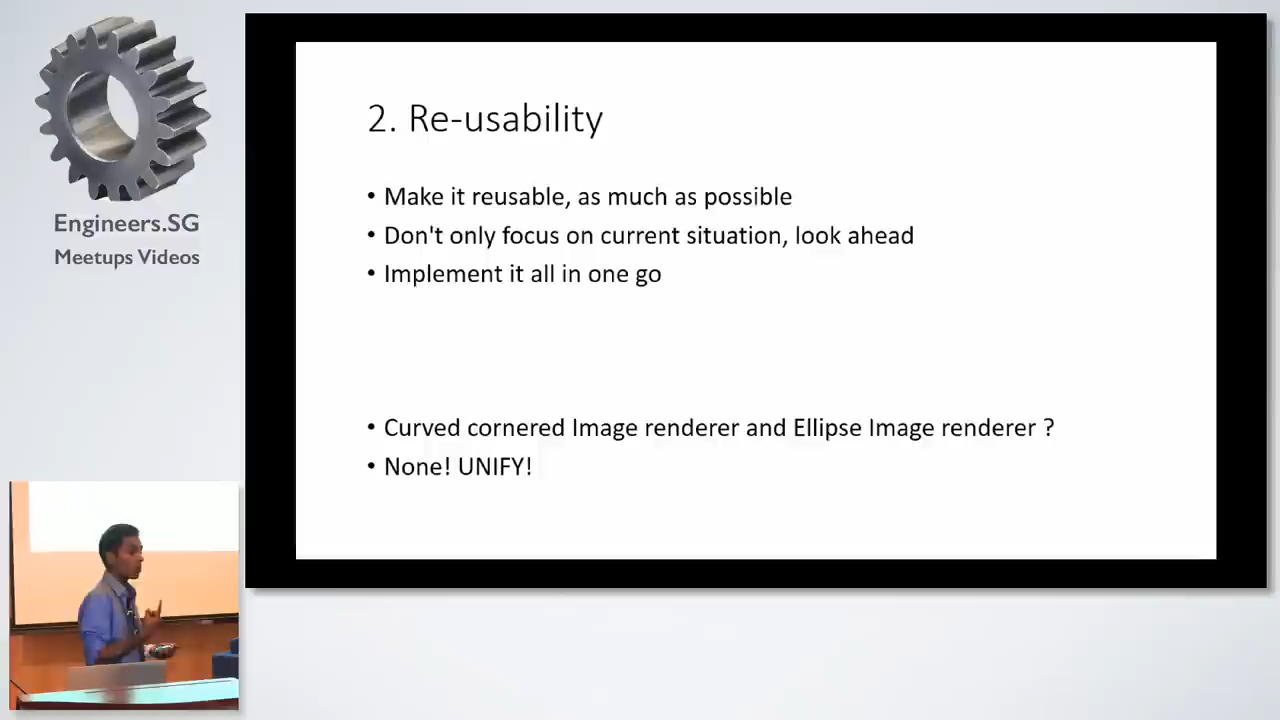 Engineers.SG
Meetups Videos
2. Re-usability
• Make it reusable, as much as possible
• Don't only focus on current situation, look ahead
• Implement it all in one go
• Curved cornered Image renderer and Ellipse Image renderer ?
• None! UNIFY!